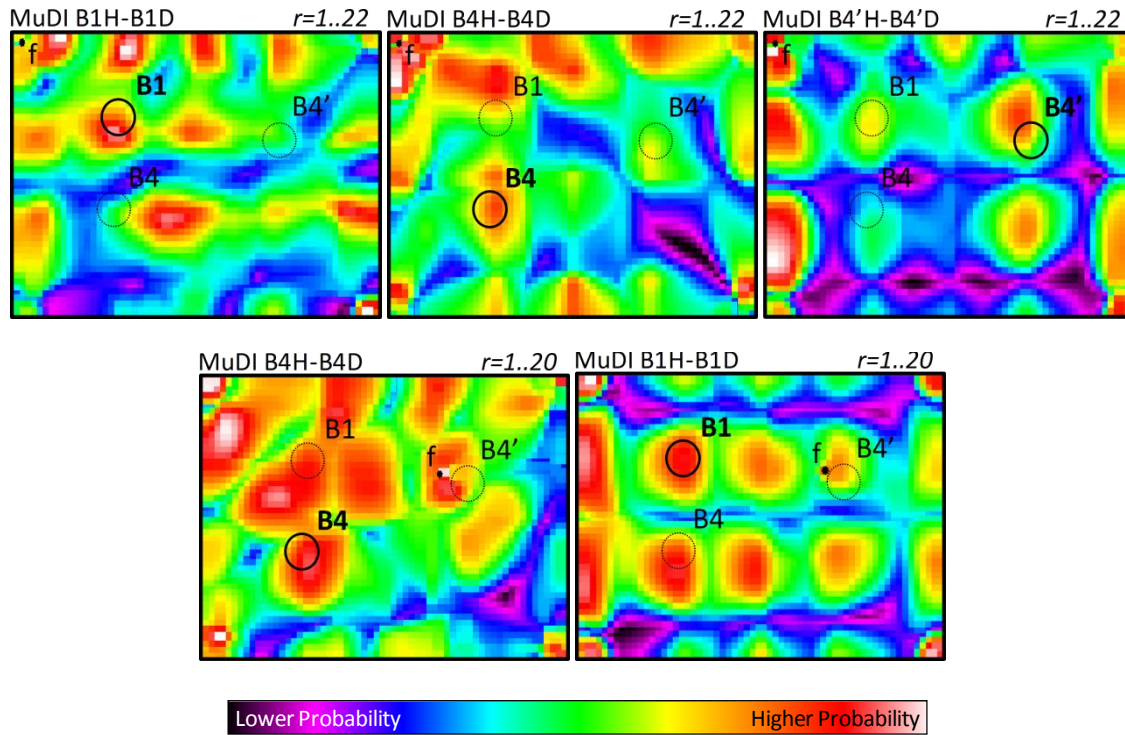 MuDI B1H-B1D r=1..22
MuDI B4H-B4D r=1..22
MuDI B4’H-B4’D r=1..22
f
B1
B4’
B4
f
B1
B4’
B4
f
B1
B4’
B4
MuDI B4H-B4D r=1..20
MuDI B1H-B1D r=1..20
B1
f
B4’
B4
B1
f
B4’
B4
Lower Probability Higher Probability